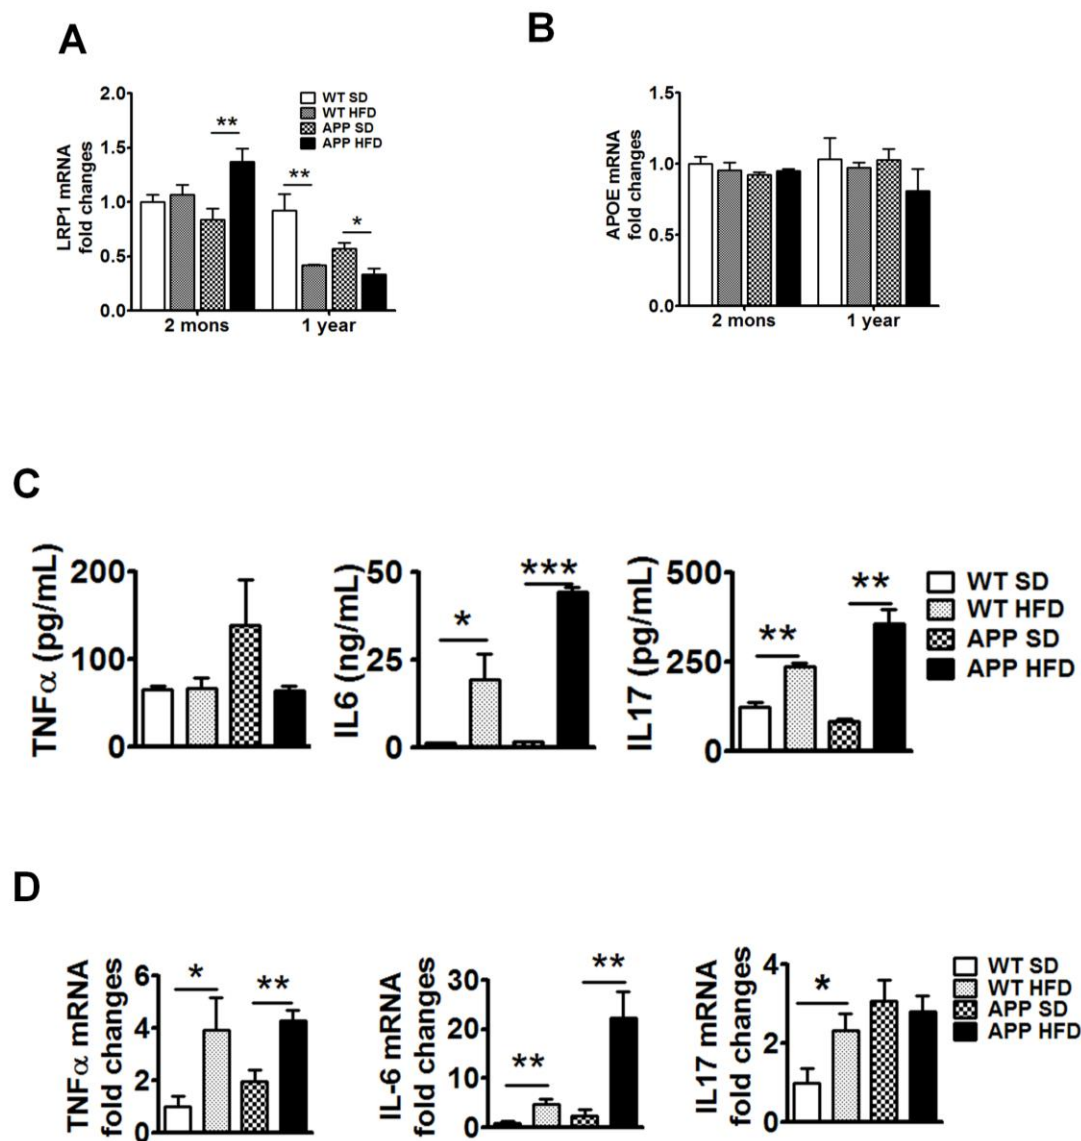 A
LRP1 mRNA
fold changes
2.0
1.5
1.0
0.5
0.0
WT SD
WT HFD
APP SD
APP HFD
**
**
*
2 mons
1 year
B
APOE mRNA
fold changes
1.5
1.0
0.5
0.0
2 mons
1 year
C
TNFα (pg/mL)
200
100
0
IL6 (ng/mL)
50
25
0
*
***
IL17 (pg/mL)
500
250
0
**
**
WT SD
WT HFD
APP SD
APP HFD
D
TNFα mRNA
fold changes
6
4
2
0
*
**
IL-6 mRNA
fold changes
30
20
10
0
**
**
IL17 mRNA
fold changes
4
2
0
*
WT SD
WT HFD
APP SD
APP HFD